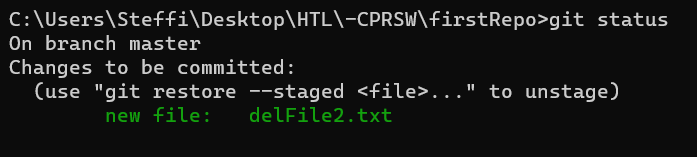 C:\Users\Steffi\Desktop\HTL\-CPRSW\firstRepo>git status
On branch master
Changes to be committed:
  (use "git restore --staged <file>..." to unstage)
        new file:   delFile2.txt